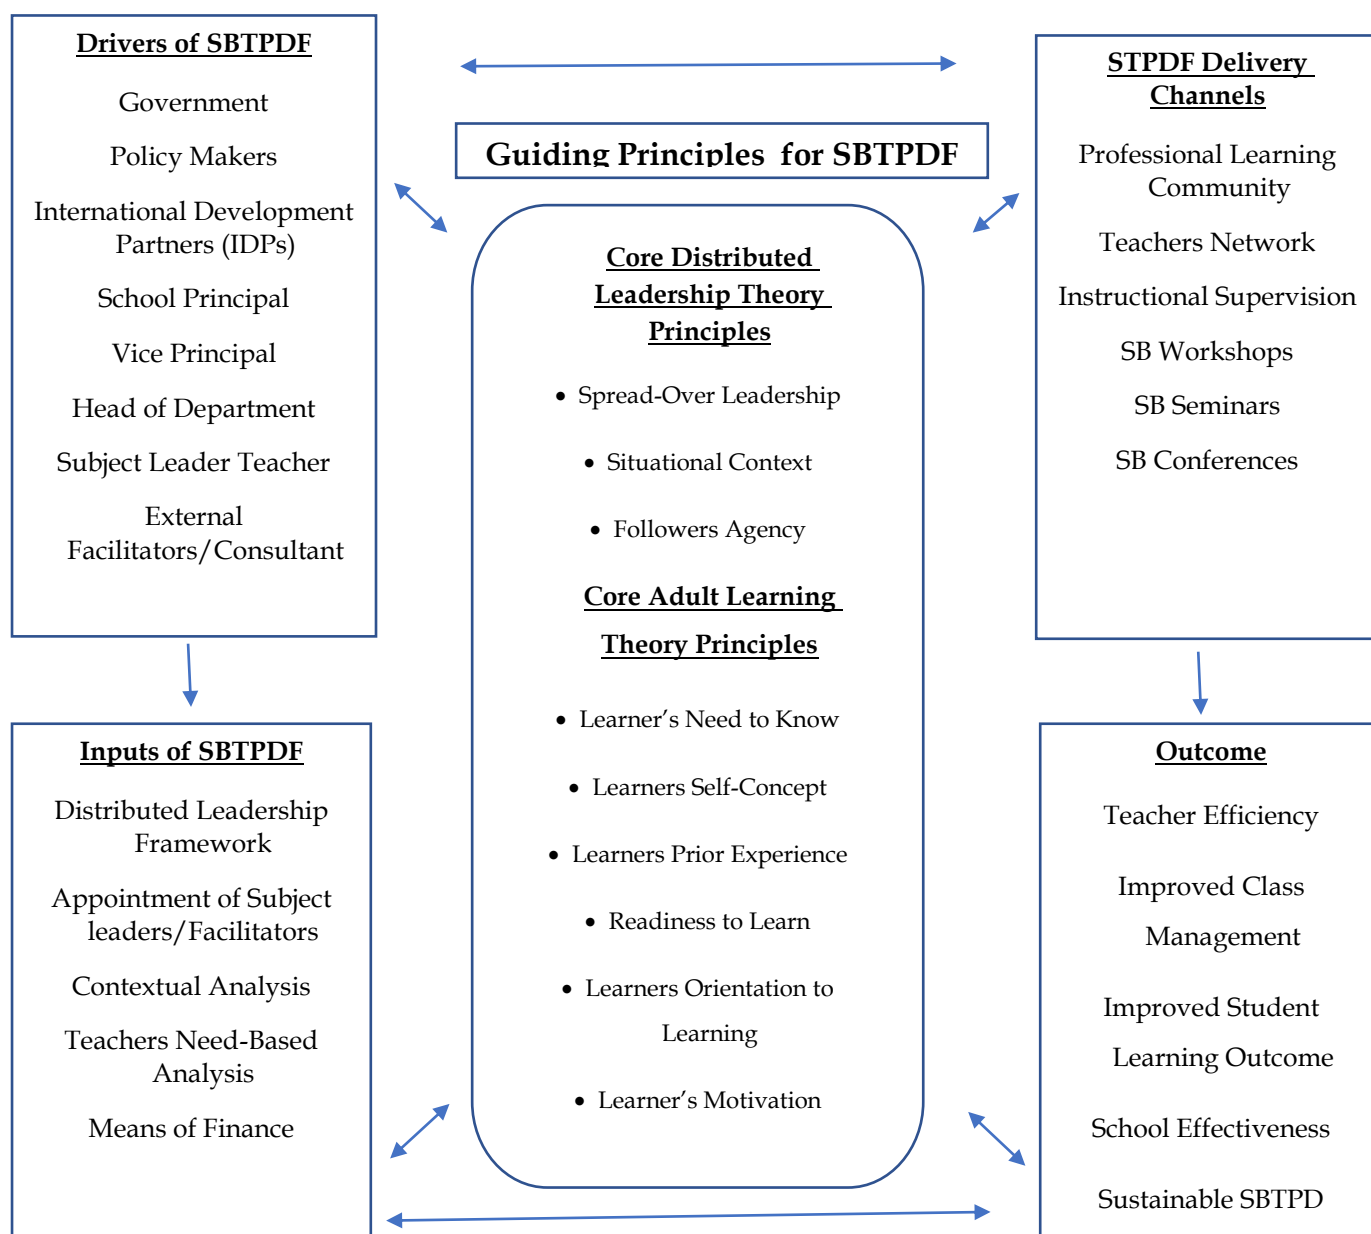 Drivers of SBTPDF
Government
Policy Makers
International Development
Partners (IDPs)
School Principal
Vice Principal
Head of Department
Subject Leader Teacher
External
Facilitators/Consultant
STPDF Delivery
Channels
Professional Learning
Community
Teachers Network
Instructional Supervision
SB Workshops
SB Seminars
SB Conferences
Guiding Principles for SBTPDF
Core Distributed
Leadership Theory
Principles
• Spread-Over Leadership
• Situational Context
• Followers Agency
Core Adult Learning
Theory Principles
• Learner’s Need to Know
• Learners Self-Concept
• Learners Prior Experience
• Readiness to Learn
• Learners Orientation to
Learning
• Learner’s Motivation
Inputs of SBTPDF
Distributed Leadership
Framework
Appointment of Subject
leaders/Facilitators
Contextual Analysis
Teachers Need-Based
Analysis
Means of Finance
Outcome
Teacher Efficiency
Improved Class
Management
Improved Student
Learning Outcome
School Effectiveness
Sustainable SBTPD